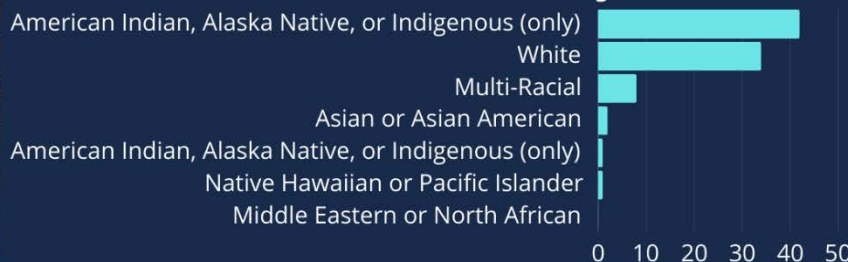 American Indian, Alaska Native, or Indigenous (only)
White
Multi-Racial
Asian or Asian American
American Indian, Alaska Native, or Indigenous (only)
Native Hawaiian or Pacific Islander
Middle Eastern or North African
0 10 20 30 40 50